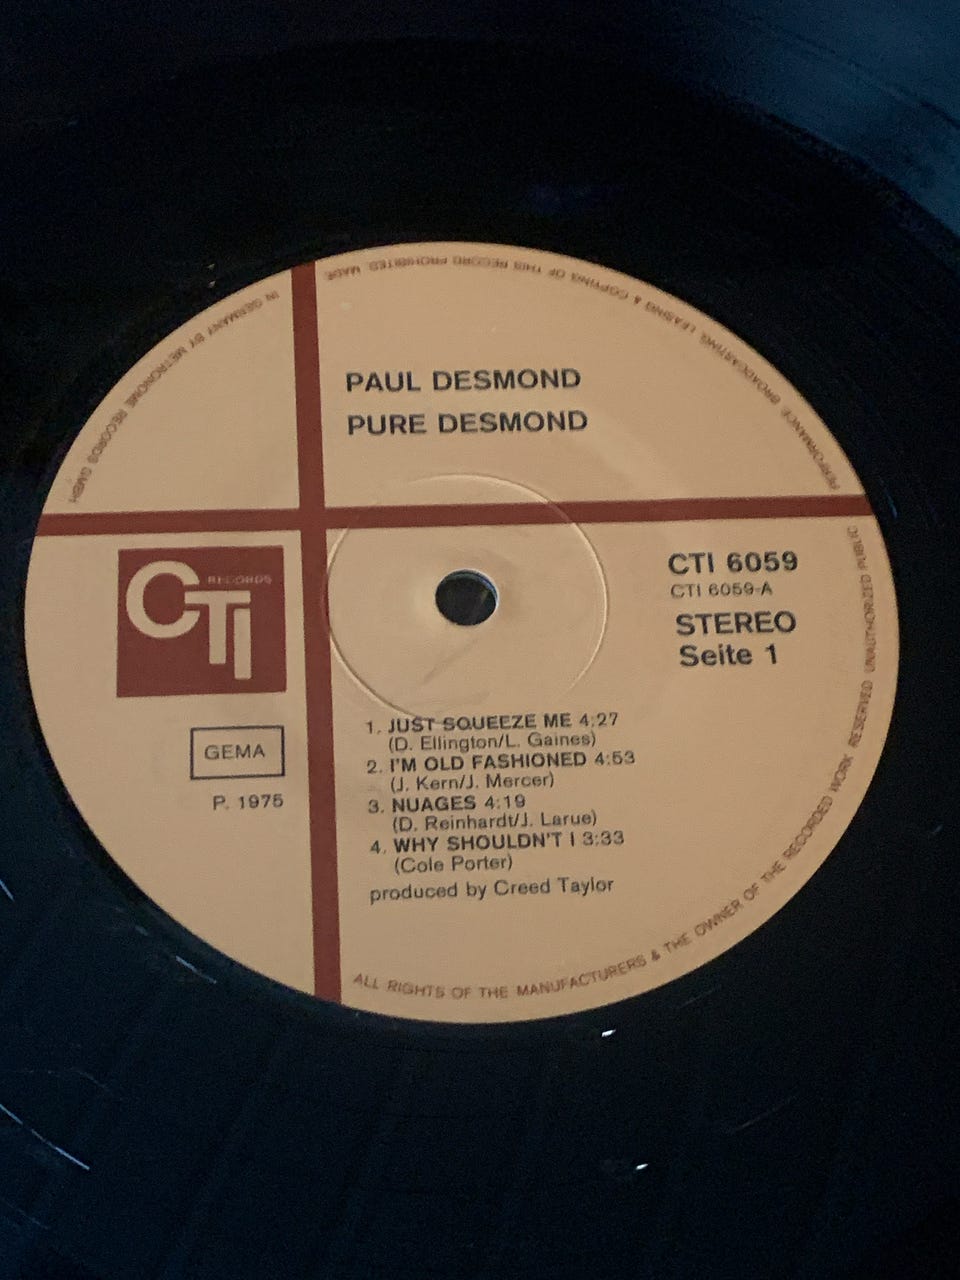 PAUL DESMOND
PURE DESMOND
CTI RECORDS
GEMA
P. 1975
CTI 6059
CTI 6059-A
STEREO
Seite 1
1. JUST SQUEEZE ME 4:27
(D. Ellington/L. Gaines)
2. I'M OLD FASHIONED 4:53
(J. Kern/J. Mercer)
3. NUAGES 4:19
(D. Reinhardt/J. Larue)
4. WHY SHOULDN'T I 3:33
(Cole Porter)
produced by Creed Taylor
ALL RIGHTS OF THE MANUFACTURERS & THE OWNER OF THE RECORDED WORK RESERVED UNAUTHORIZED PUBLIC PERFORMANCE BROADCASTING, LEASING & COPYING OF THIS RECORD PROHIBITED. MADE IN GERMANY BY METRONOME RECORDS GMBH